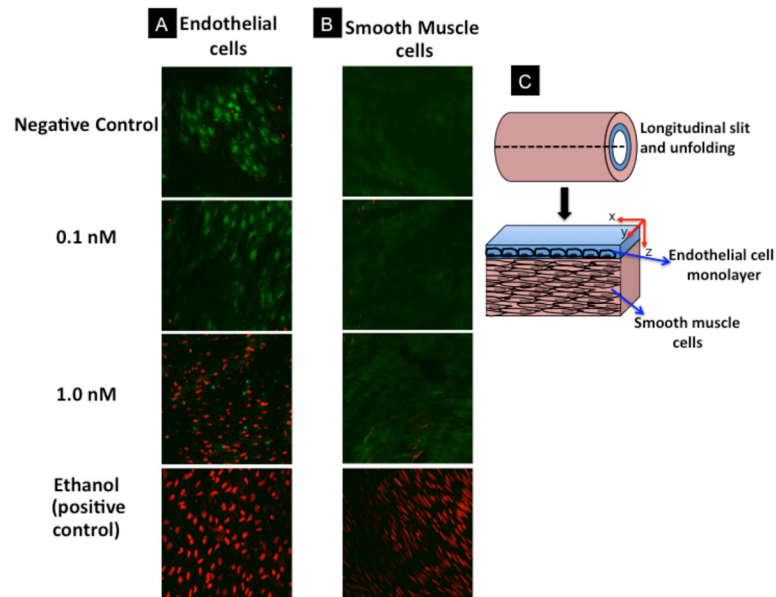 A
Endothelial
cells
B
Smooth Muscle
cells
Negative Control
0.1 nM
1.0 nM
Ethanol
(positive
control)
C
Longitudinal slit
and unfolding
x
y
z
Endothelial cell
monolayer
Smooth muscle
cells